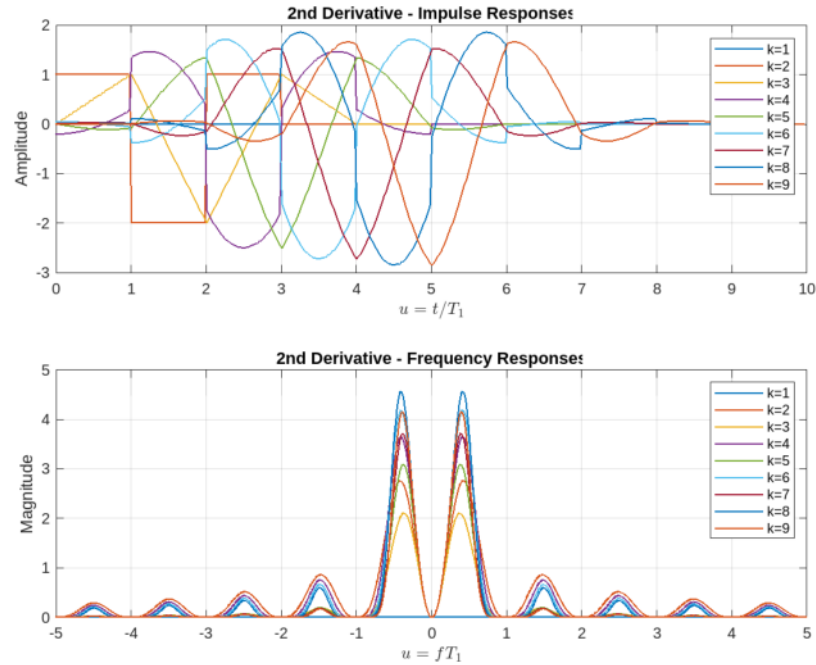 2nd Derivative - Impulse Responses
Amplitude
2
1
0
-1
-2
-3
0 1 2 3 4 5 6 7 8 9 10
u = t/T₁
k=1
k=2
k=3
k=4
k=5
k=6
k=7
k=8
k=9
2nd Derivative - Frequency Responses
Magnitude
5
4
3
2
1
0
-5 -4 -3 -2 -1 0 1 2 3 4 5
u = fT₁
k=1
k=2
k=3
k=4
k=5
k=6
k=7
k=8
k=9